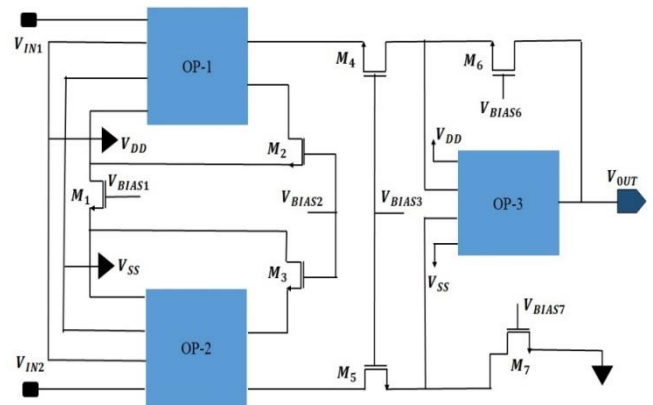 V_IN1
OP-1
M_4
M_6
V_BIAS6
V_DD
M_2
V_DD
M_1
V_BIAS1
V_BIAS2
V_BIAS3
OP-3
V_0UT
V_SS
M_3
V_SS
V_BIAS7
OP-2
V_IN2
M_5
M_7